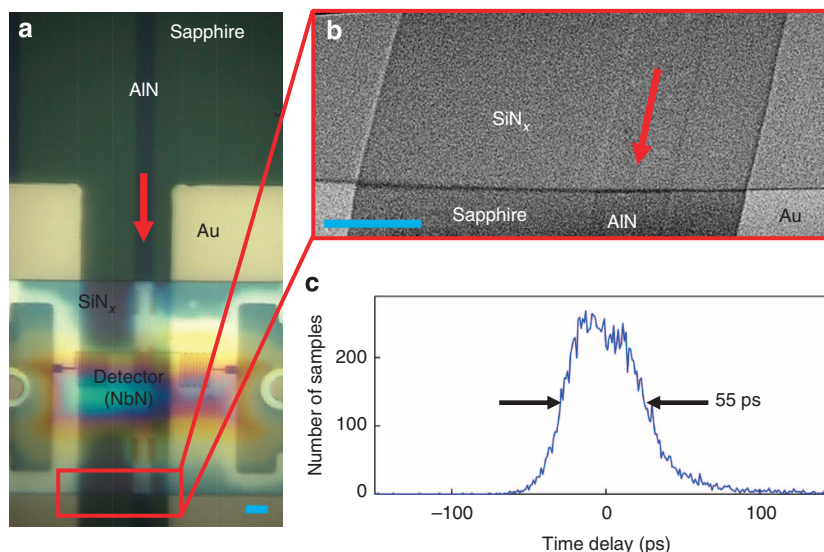 a
Sapphire
AlN
Au
SiNx
Detector
(NbN)
b
SiNx
Sapphire
AlN
Au
c
Number of samples
200
100
0
55 ps
−100
0
100
Time delay (ps)